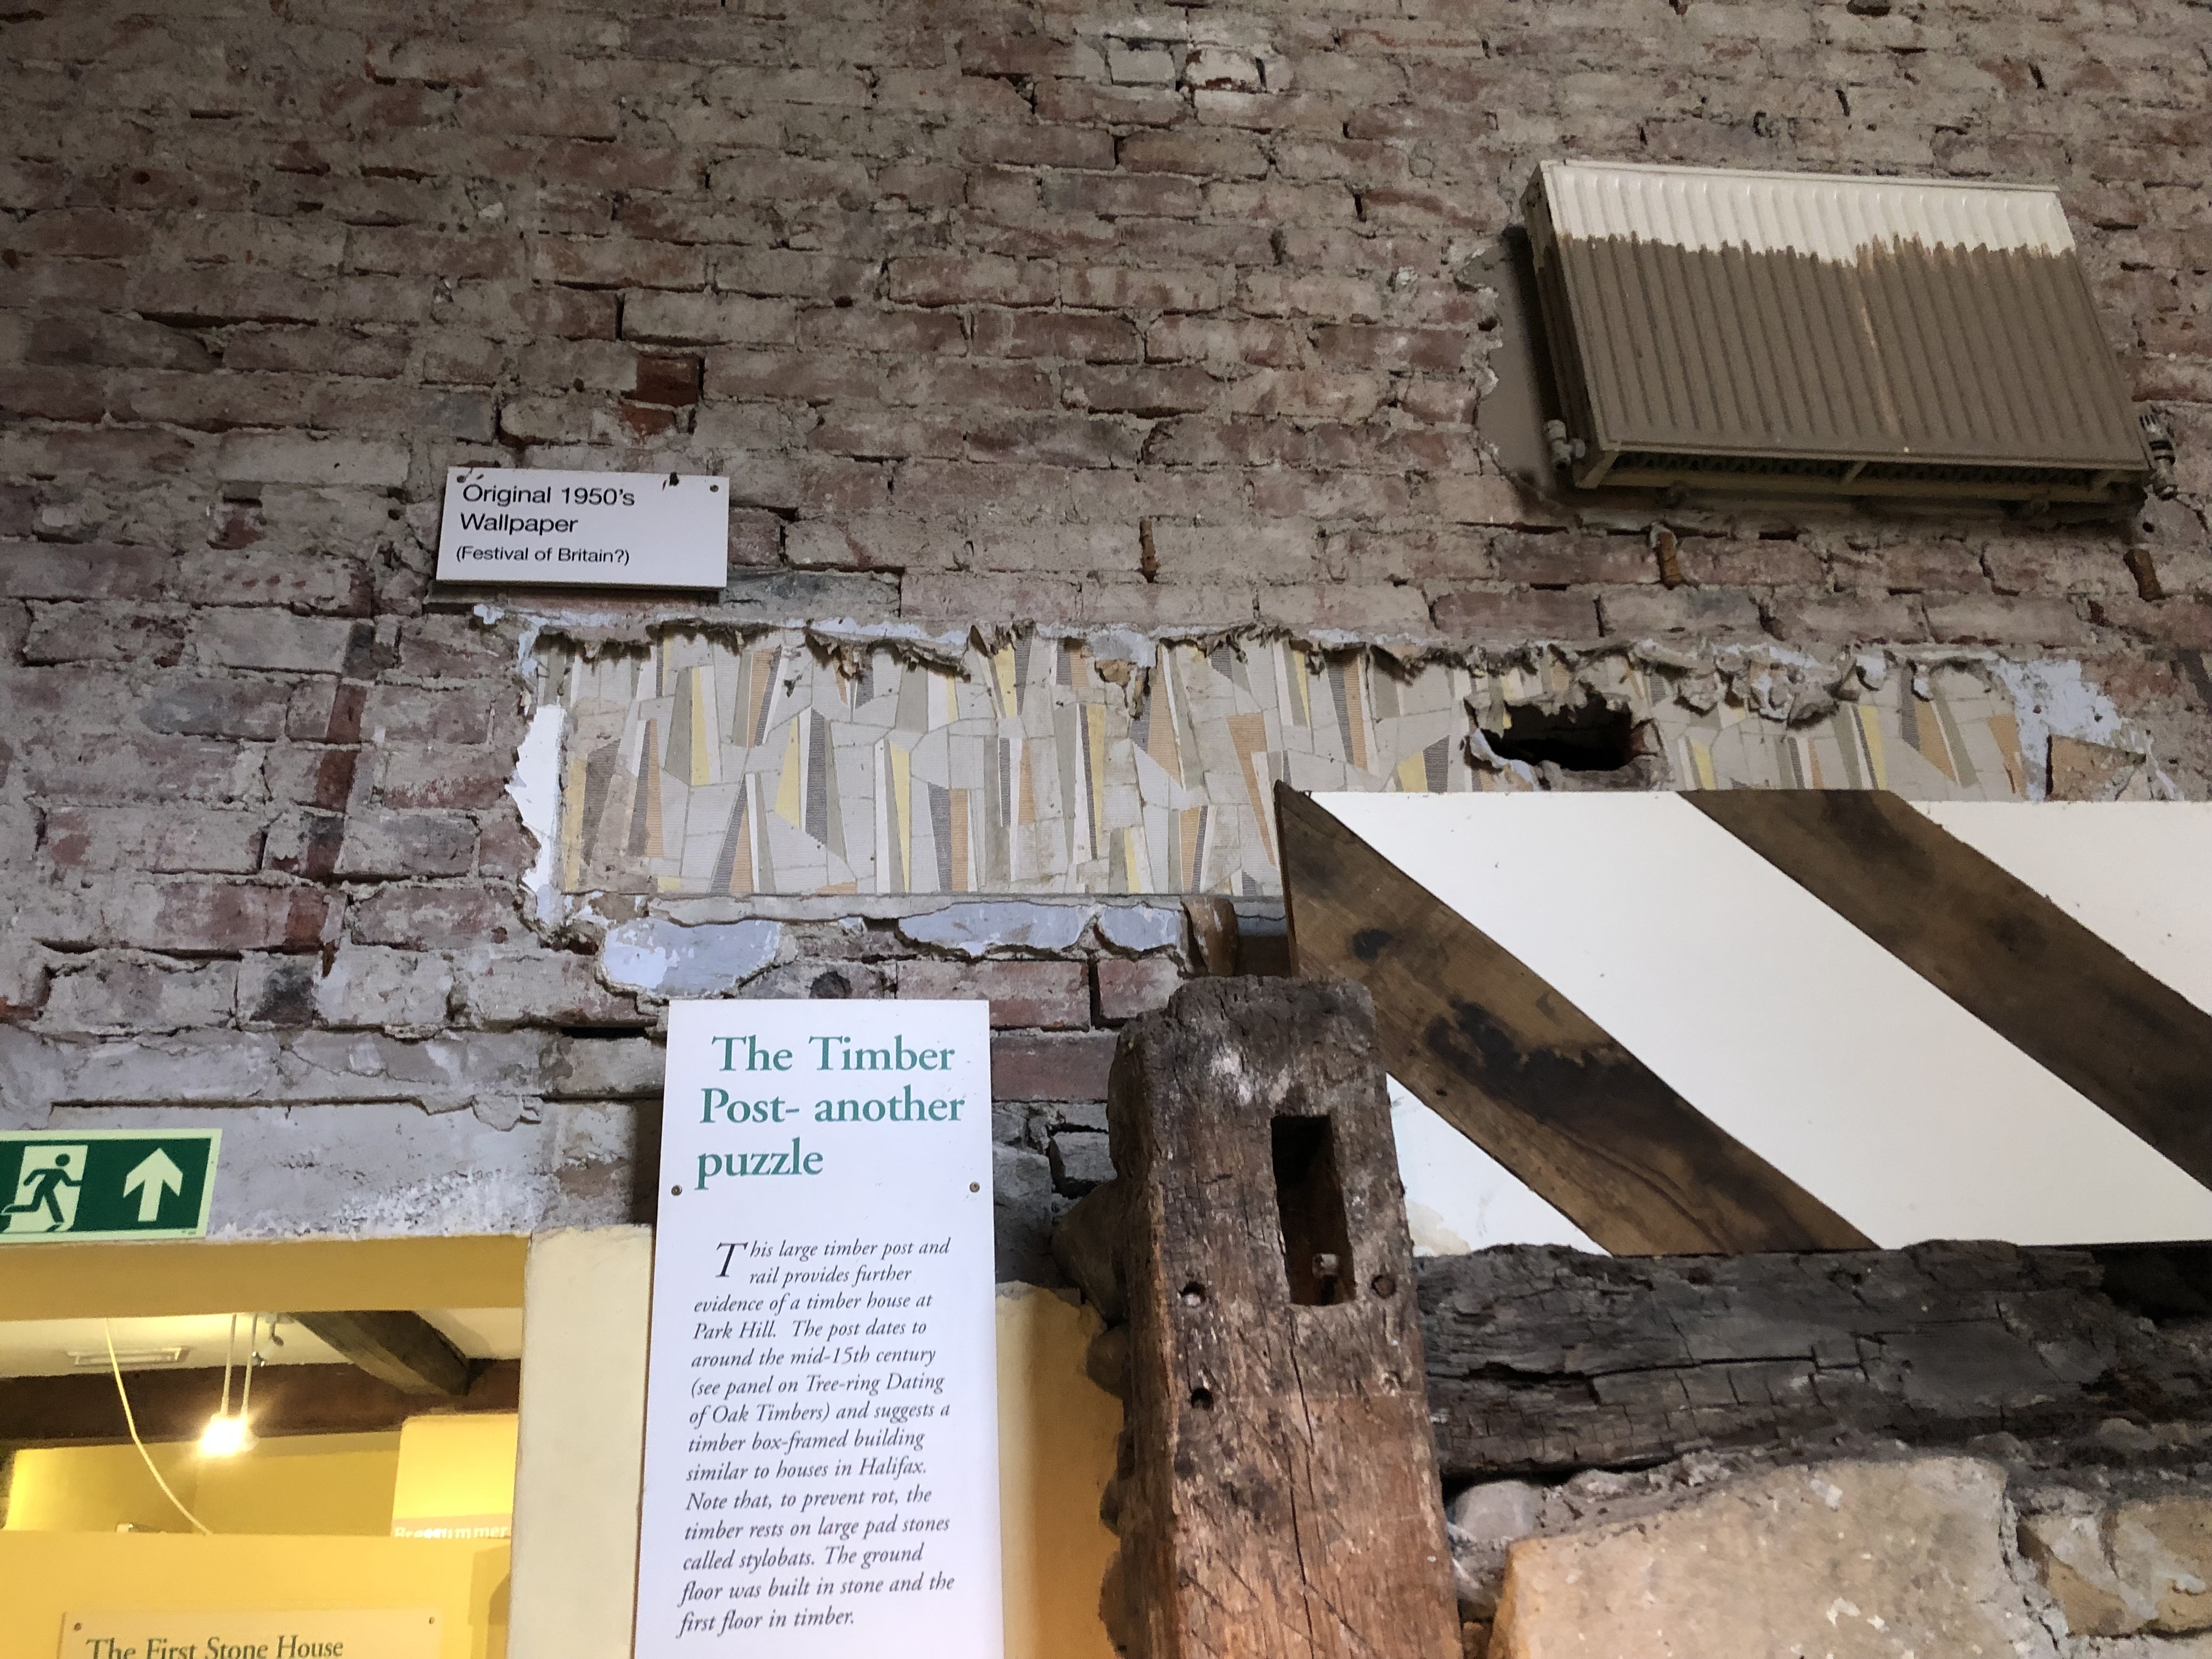 Original 1950's
Wallpaper
(Festival of Britain?)
The Timber
Post- another
puzzle
This large timber post and
rail provides further
evidence of a timber house at
Park Hill. The post dates to
around the mid-15th century
(see panel on Tree-ring Dating
of Oak Timbers) and suggests a
timber box-framed building
similar to houses in Halifax.
Note that, to prevent rot, the
timber rests on large pad stones
called stylobats. The ground
floor was built in stone and the
first floor in timber.
Bressummers
The First Stone House